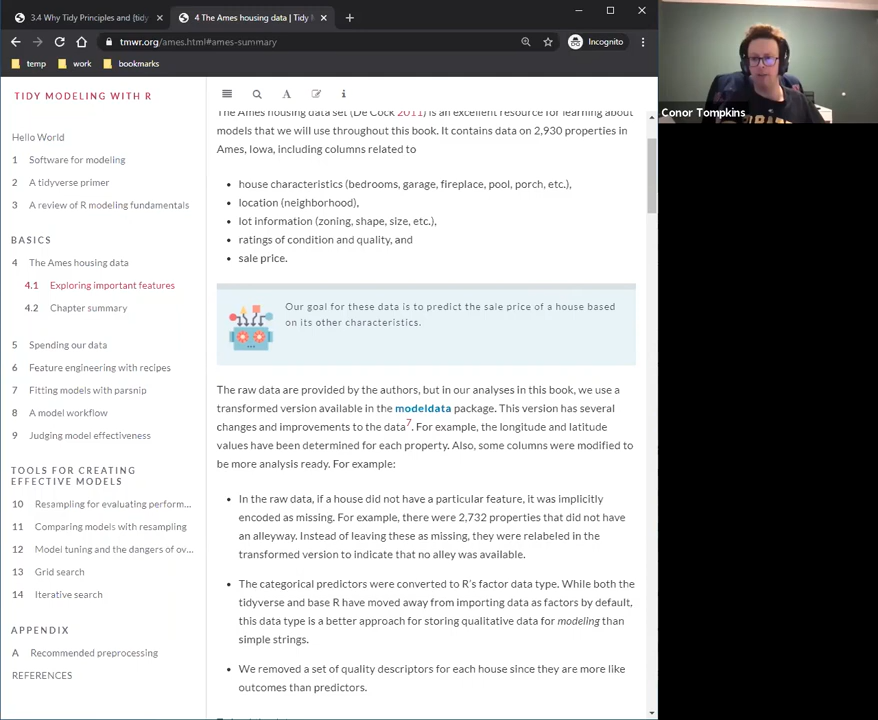 3.4 Why Tidy Principles and {tidy
4 The Ames housing data | Tidy
tmwr.org/ames.html#ames-summary
Incognito
temp
work
bookmarks
Conor Tompkins
TIDY MODELING WITH R
Hello World
1 Software for modeling
2 A tidyverse primer
3 A review of R modeling fundamentals
BASICS
4 The Ames housing data
4.1 Exploring important features
4.2 Chapter summary
5 Spending our data
6 Feature engineering with recipes
7 Fitting models with parsnip
8 A model workflow
9 Judging model effectiveness
TOOLS FOR CREATING
EFFECTIVE MODELS
10 Resampling for evaluating perform...
11 Comparing models with resampling
12 Model tuning and the dangers of ov...
13 Grid search
14 Iterative search
APPENDIX
A Recommended preprocessing
REFERENCES
The Ames housing data set (De Cock 2011) is an excellent resource for learning about
models that we will use throughout this book. It contains data on 2,930 properties in
Ames, Iowa, including columns related to
• house characteristics (bedrooms, garage, fireplace, pool, porch, etc.),
• location (neighborhood),
• lot information (zoning, shape, size, etc.),
• ratings of condition and quality, and
• sale price.
Our goal for these data is to predict the sale price of a house based
on its other characteristics.
The raw data are provided by the authors, but in our analyses in this book, we use a
transformed version available in the modeldata package. This version has several
changes and improvements to the data7. For example, the longitude and latitude
values have been determined for each property. Also, some columns were modified to
be more analysis ready. For example:
• In the raw data, if a house did not have a particular feature, it was implicitly
encoded as missing. For example, there were 2,732 properties that did not have
an alleyway. Instead of leaving these as missing, they were relabeled in the
transformed version to indicate that no alley was available.
• The categorical predictors were converted to R's factor data type. While both the
tidyverse and base R have moved away from importing data as factors by default,
this data type is a better approach for storing qualitative data for modeling than
simple strings.
• We removed a set of quality descriptors for each house since they are more like
outcomes than predictors.